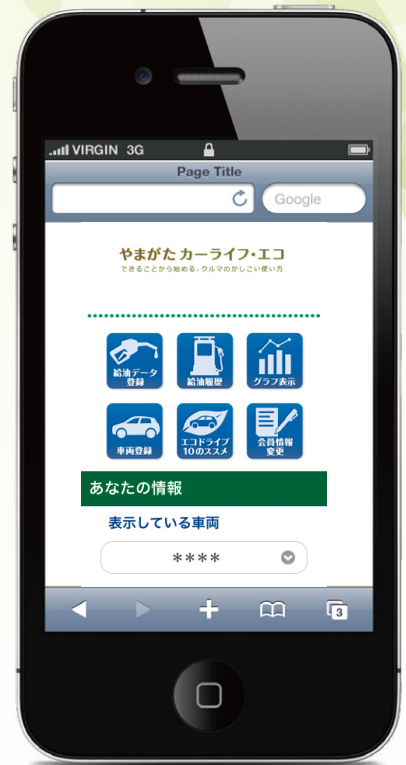 VIRGIN 3G
Page Title
Google
やまがた カーライフ・エコ
できることから始める、クルマのかしこい使い方
給油データ
登録
給油履歴
グラフ表示
車両登録
エコドライブ
10のススメ
会員情報
変更
あなたの情報
表示している車両
****
3